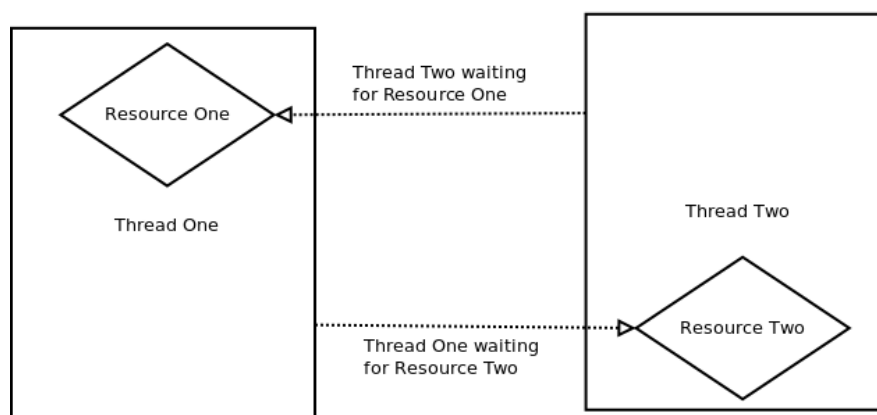 Thread Two waiting
for Resource One
Resource One
Thread One
Thread Two
Resource Two
Thread One waiting
for Resource Two